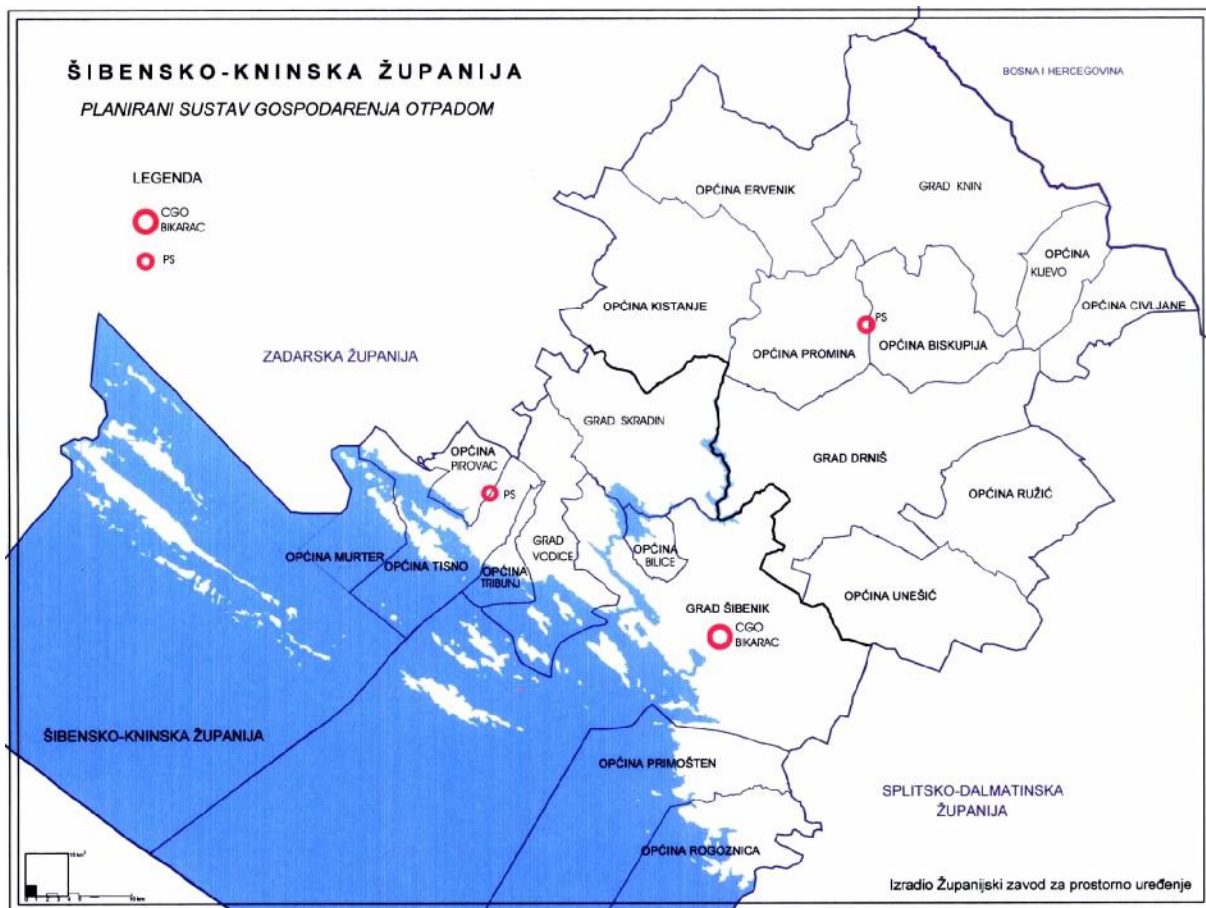 ŠIBENSKO-KNINSKA ŽUPANIJA
PLANIRANI SUSTAV GOSPODARENJA OTPADOM
BOSNA I HERCEGOVINA
LEGENDA
CGO
BIKARAC
PS
OPĆINA ERVENIK
GRAD KNIN
OPĆINA
KIJEVO
OPĆINA CIVLJANE
OPĆINA KISTANJE
PS
OPĆINA PROMINA
OPĆINA BISKUPIJA
ZADARSKA ŽUPANIJA
GRAD SKRADIN
OPĆINA
PIROVAC
PS
GRAD DRNIŠ
OPĆINA RUŽIĆ
OPĆINA MURTER
OPĆINA TISNO
OPĆINA
TRIBUNJ
GRAD
VODICE
OPĆINA
BILICE
OPĆINA UNEŠIĆ
GRAD ŠIBENIK
CGO
BIKARAC
ŠIBENSKO-KNINSKA ŽUPANIJA
OPĆINA PRIMOŠTEN
SPLITSKO-DALMATINSKA
ŽUPANIJA
OPĆINA ROGOZNICA
Izradio Županijski zavod za prostorno uređenje